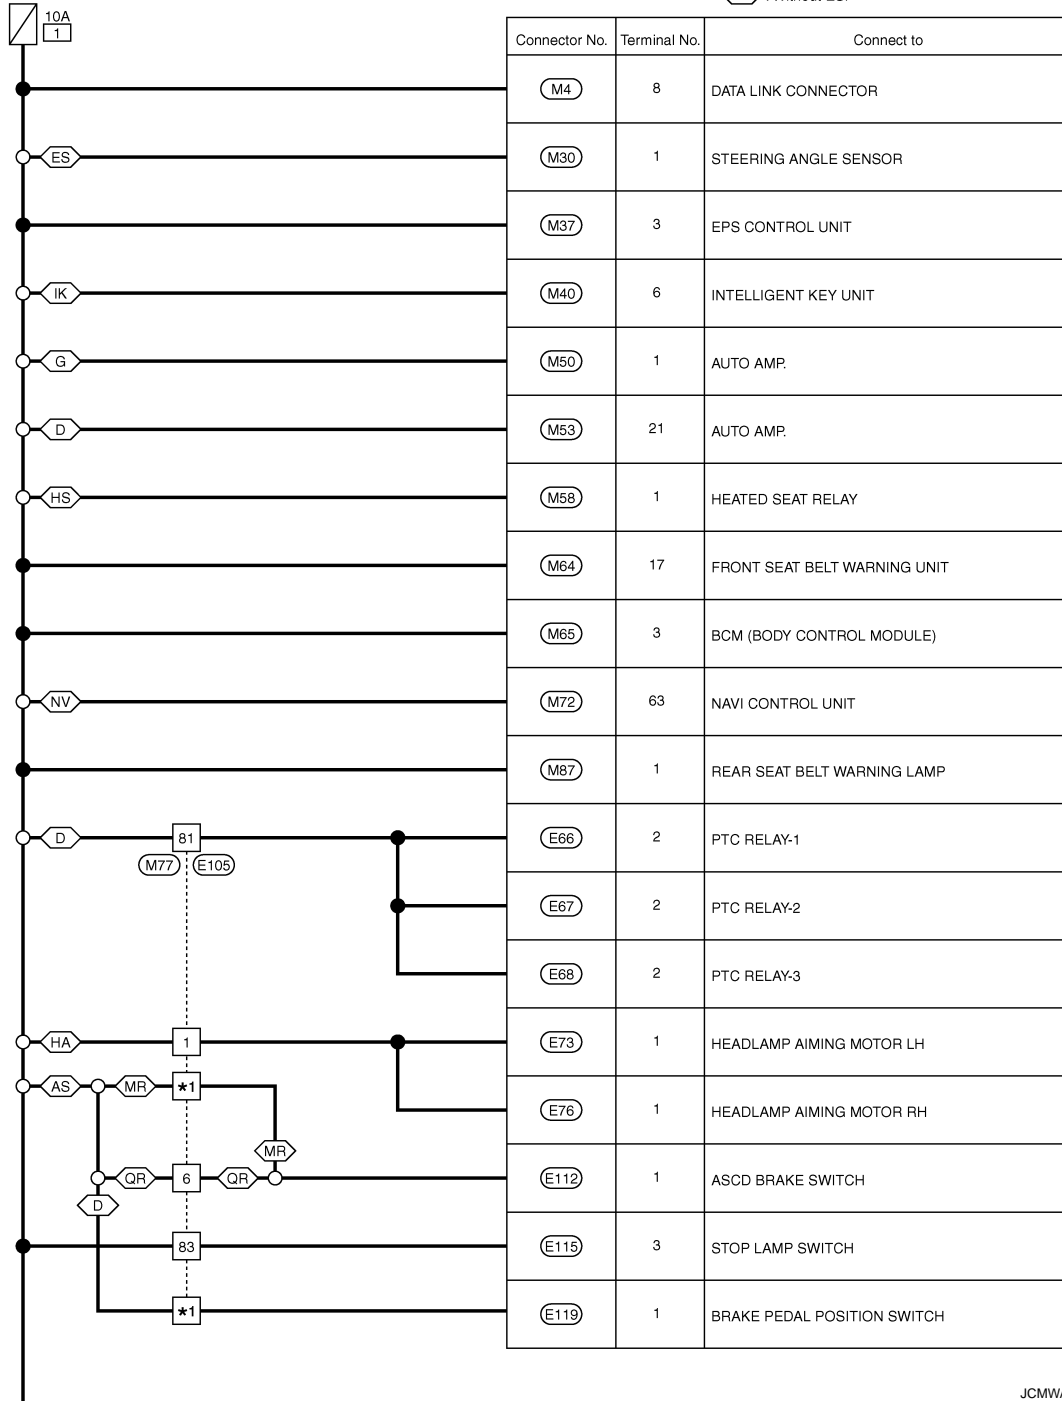 10A
1
Connector No. Terminal No. Connect to
M4 8 DATA LINK CONNECTOR
ES M30 1 STEERING ANGLE SENSOR
M37 3 EPS CONTROL UNIT
IK M40 6 INTELLIGENT KEY UNIT
G M50 1 AUTO AMP.
D M53 21 AUTO AMP.
HS M58 1 HEATED SEAT RELAY
M64 17 FRONT SEAT BELT WARNING UNIT
M65 3 BCM (BODY CONTROL MODULE)
NV M72 63 NAVI CONTROL UNIT
M87 1 REAR SEAT BELT WARNING LAMP
D 81 E66 2 PTC RELAY-1
M77 E105
E67 2 PTC RELAY-2
E68 2 PTC RELAY-3
HA 1 E73 1 HEADLAMP AIMING MOTOR LH
AS MR *1
E76 1 HEADLAMP AIMING MOTOR RH
MR
QR 6 QR E112 1 ASCD BRAKE SWITCH
D
83 E115 3 STOP LAMP SWITCH
*1 E119 1 BRAKE PEDAL POSITION SWITCH